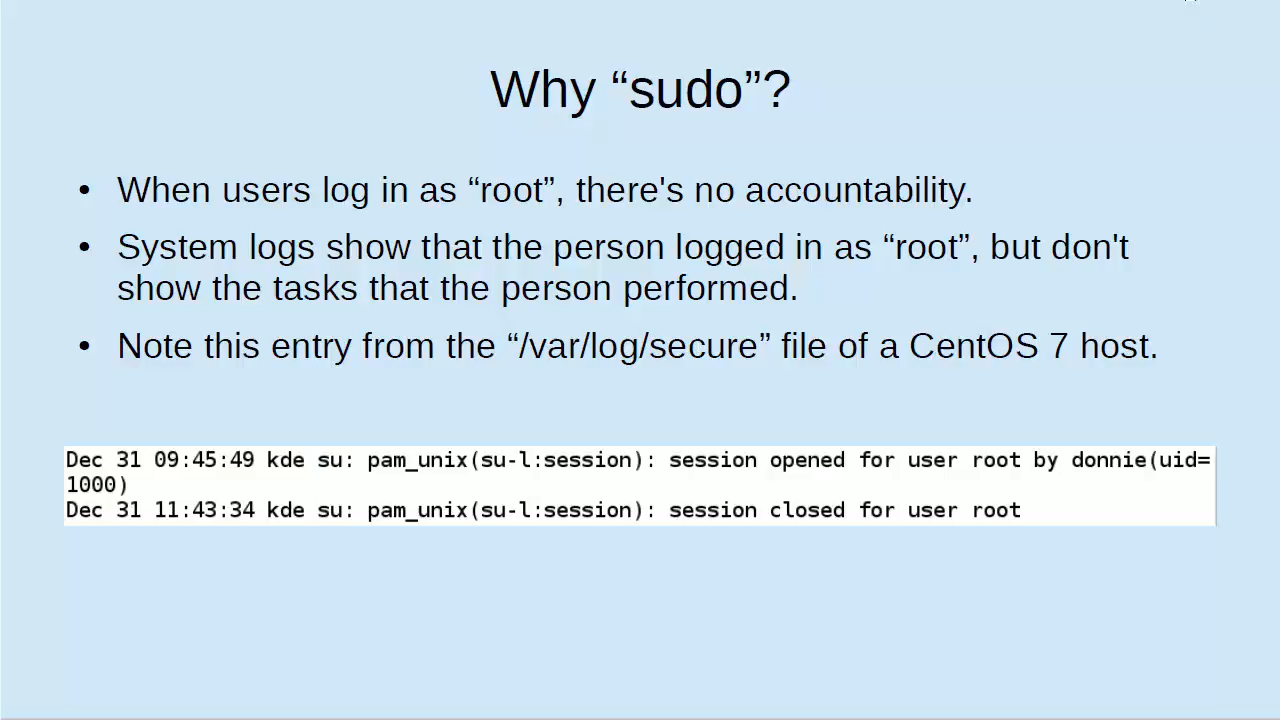 Why “sudo”?
• When users log in as “root”, there's no accountability.
• System logs show that the person logged in as “root”, but don't
show the tasks that the person performed.
• Note this entry from the “/var/log/secure” file of a CentOS 7 host.
Dec 31 09:45:49 kde su: pam_unix(su-l:session): session opened for user root by donnie(uid=
1000)
Dec 31 11:43:34 kde su: pam_unix(su-l:session): session closed for user root